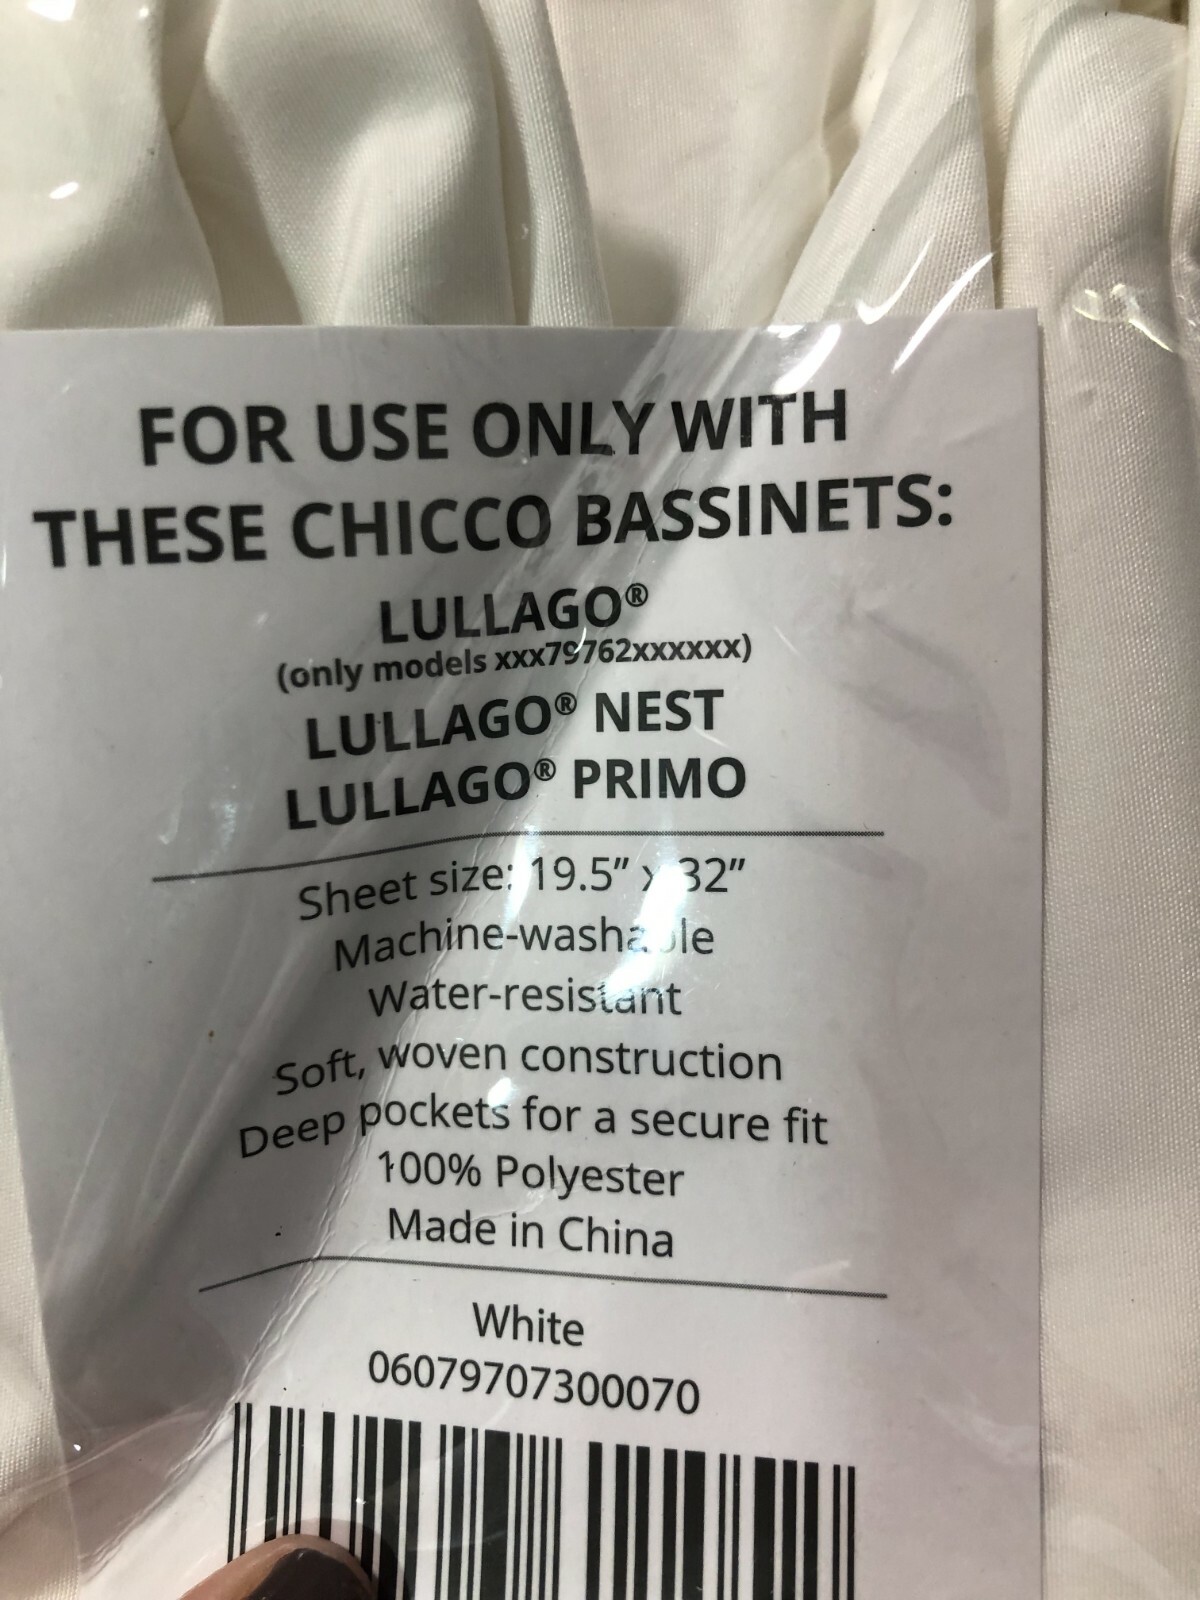 FOR USE ONLY WITH
THESE CHICCO BASSINETS:
LULLAGO®
(only models xxx79762xxxxxx)
LULLAGO® NEST
LULLAGO® PRIMO
Sheet size: 19.5” x 32”
Machine-washable
Water-resistant
Soft, woven construction
Deep pockets for a secure fit
100% Polyester
Made in China
White
06079707300070